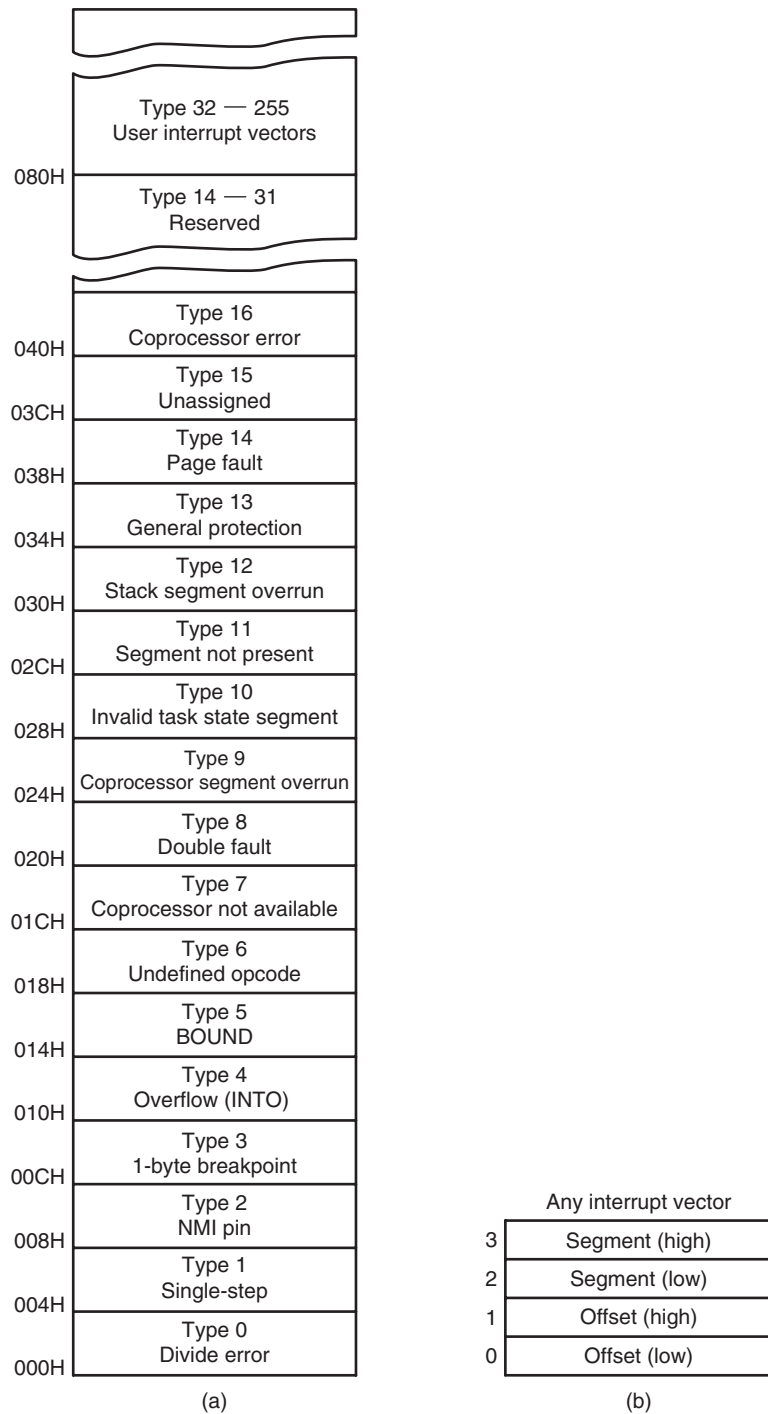 Type 32 — 255
User interrupt vectors
080H
Type 14 — 31
Reserved
Type 16
Coprocessor error
040H
Type 15
Unassigned
03CH
Type 14
Page fault
038H
Type 13
General protection
034H
Type 12
Stack segment overrun
030H
Type 11
Segment not present
02CH
Type 10
Invalid task state segment
028H
Type 9
Coprocessor segment overrun
024H
Type 8
Double fault
020H
Type 7
Coprocessor not available
01CH
Type 6
Undefined opcode
018H
Type 5
BOUND
014H
Type 4
Overflow (INTO)
010H
Type 3
1-byte breakpoint
00CH
Type 2
NMI pin
008H
Type 1
Single-step
004H
Type 0
Divide error
000H
(a)
Any interrupt vector
3 Segment (high)
2 Segment (low)
1 Offset (high)
0 Offset (low)
(b)